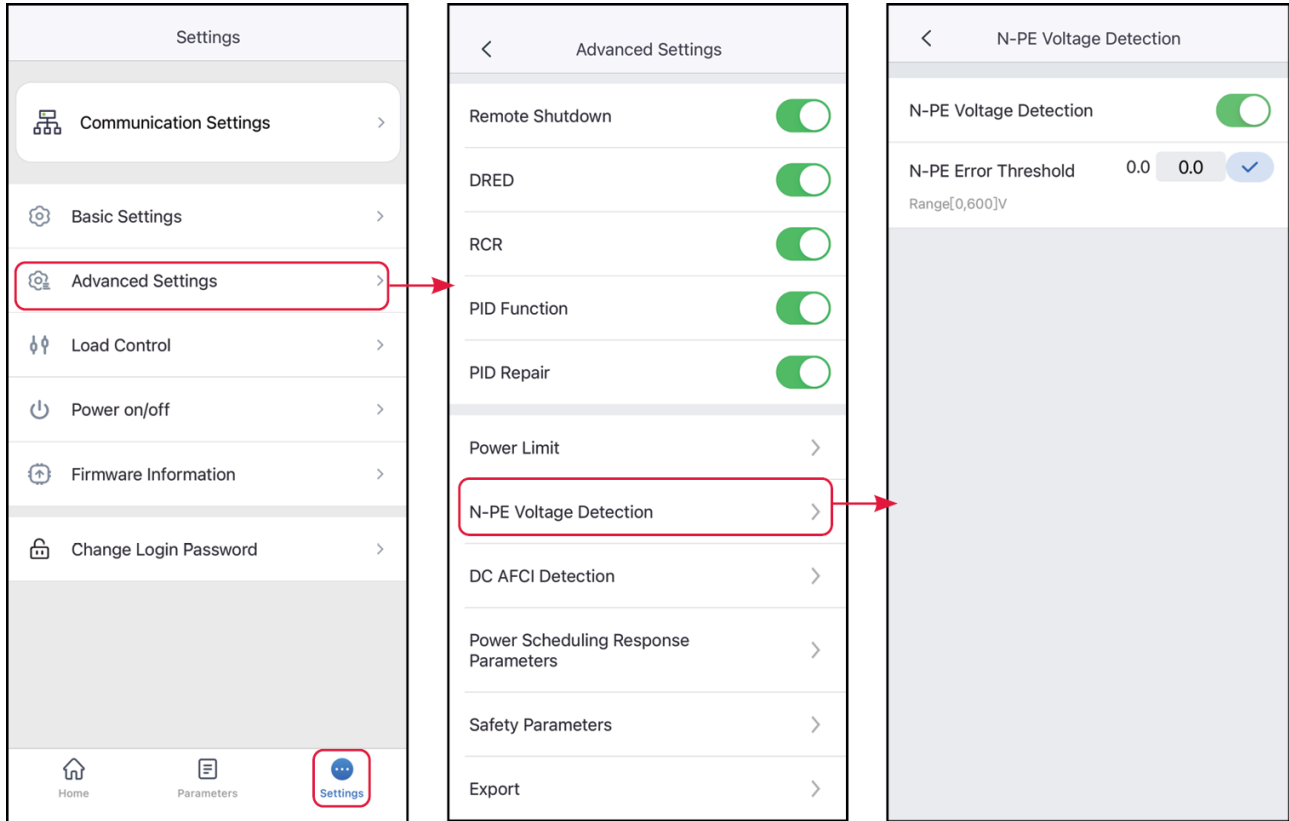 Settings
Communication Settings
Basic Settings
Advanced Settings
Load Control
Power on/off
Firmware Information
Change Login Password
Home
Parameters
Settings
Advanced Settings
Remote Shutdown
DRED
RCR
PID Function
PID Repair
Power Limit
N-PE Voltage Detection
DC AFCI Detection
Power Scheduling Response
Parameters
Safety Parameters
Export
N-PE Voltage Detection
N-PE Voltage Detection
N-PE Error Threshold 0.0 0.0
Range[0,600]V